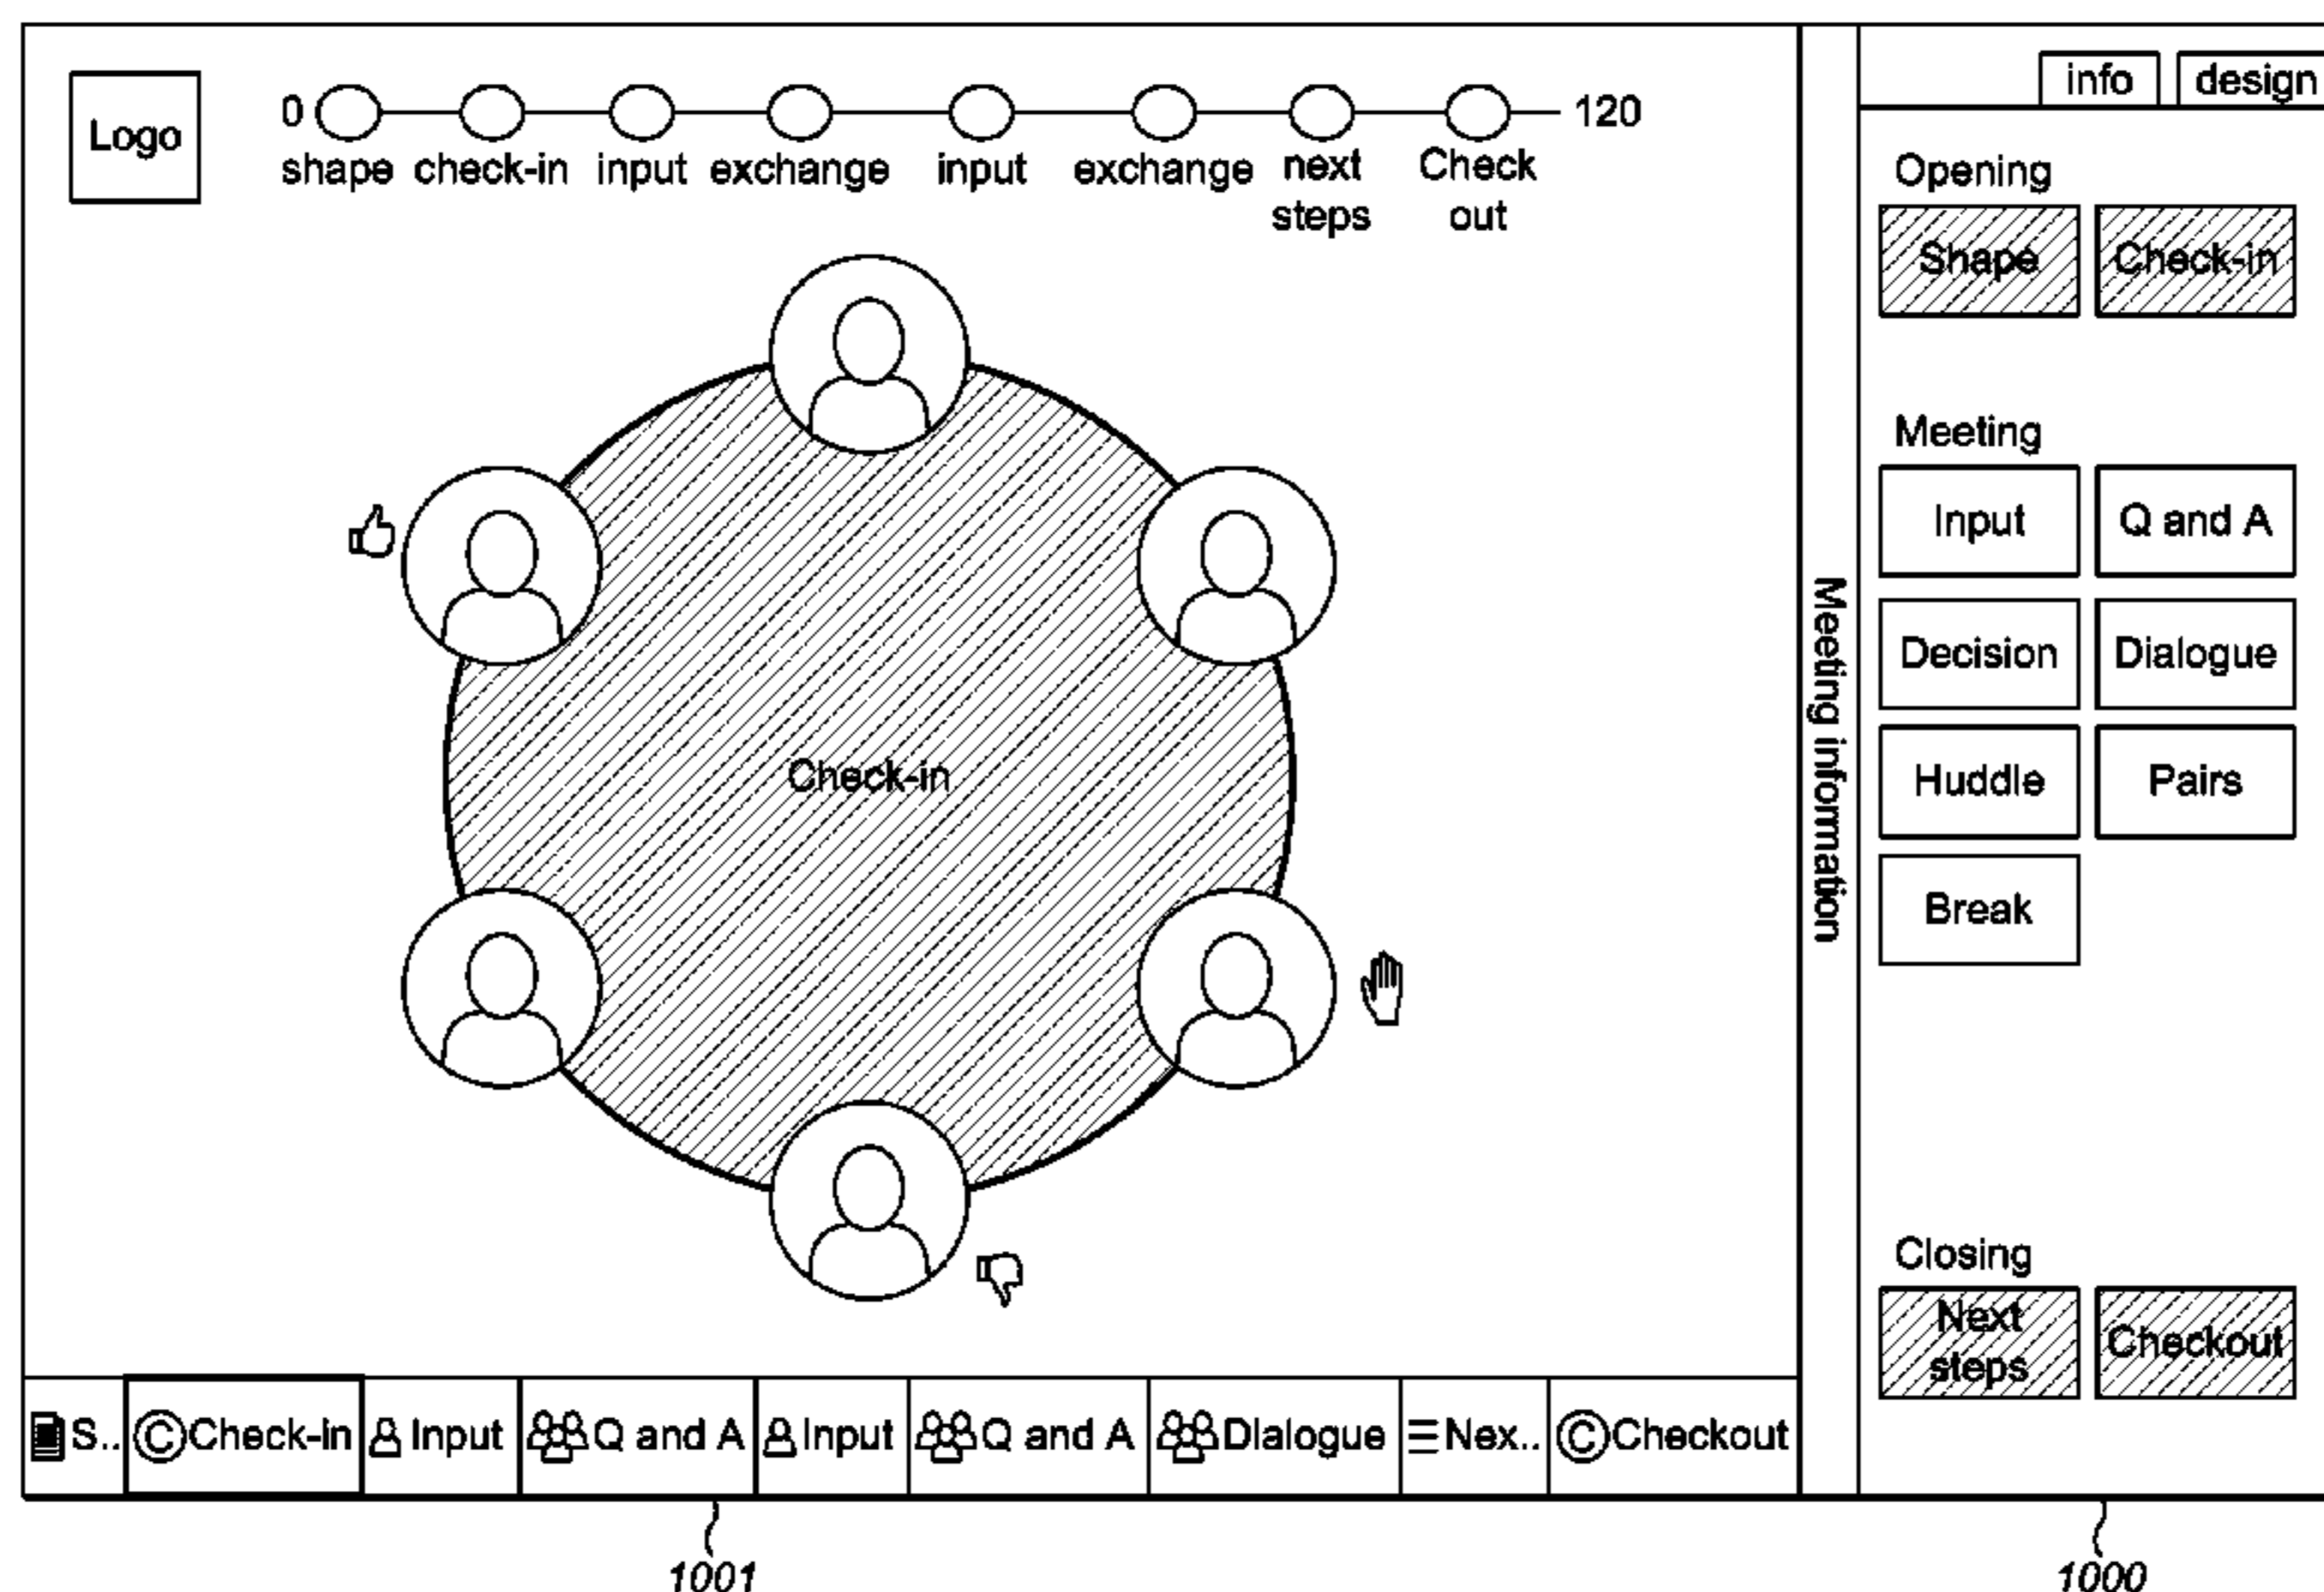 Logo
0 120
shape check-in input exchange input exchange next steps Check out
Check-in
Meeting information
info design
Opening
Shape Check-in
Meeting
Input Q and A
Decision Dialogue
Huddle Pairs
Break
Closing
Next steps Checkout
S.. ©Check-in Input Q and A Input Q and A Dialogue Nex.. ©Checkout
1001 1000